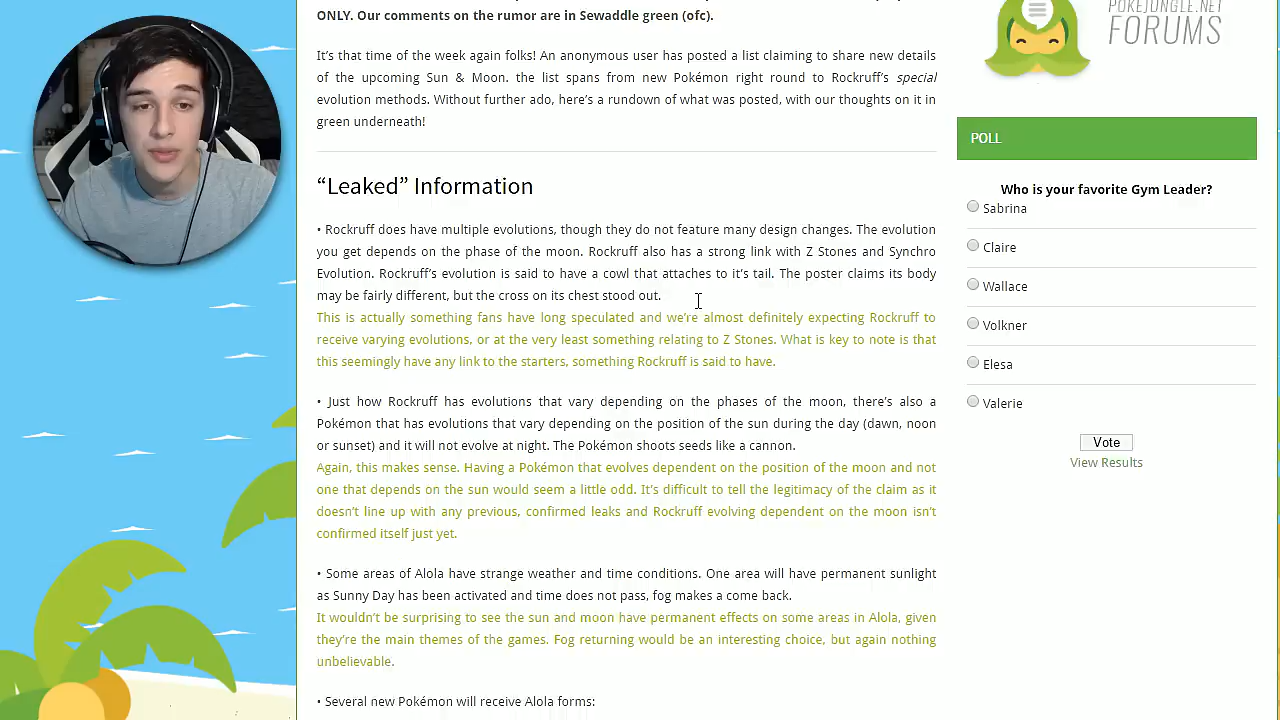 ONLY. Our comments on the rumor are in Sewaddle green (ofc).
It's that time of the week again folks! An anonymous user has posted a list claiming to share new details
of the upcoming Sun & Moon. the list spans from new Pokémon right round to Rockruff's special
evolution methods. Without further ado, here's a rundown of what was posted, with our thoughts on it in
green underneath!
"Leaked" Information
• Rockruff does have multiple evolutions, though they do not feature many design changes. The evolution
you get depends on the phase of the moon. Rockruff also has a strong link with Z Stones and Synchro
Evolution. Rockruff's evolution is said to have a cowl that attaches to it's tail. The poster claims its body
may be fairly different, but the cross on its chest stood out.
This is actually something fans have long speculated and we're almost definitely expecting Rockruff to
receive varying evolutions, or at the very least something relating to Z Stones. What is key to note is that
this seemingly have any link to the starters, something Rockruff is said to have.
• Just how Rockruff has evolutions that vary depending on the phases of the moon, there's also a
Pokémon that has evolutions that vary depending on the position of the sun during the day (dawn, noon
or sunset) and it will not evolve at night. The Pokémon shoots seeds like a cannon.
Again, this makes sense. Having a Pokémon that evolves dependent on the position of the moon and not
one that depends on the sun would seem a little odd. It's difficult to tell the legitimacy of the claim as it
doesn't line up with any previous, confirmed leaks and Rockruff evolving dependent on the moon isn't
confirmed itself just yet.
• Some areas of Alola have strange weather and time conditions. One area will have permanent sunlight
as Sunny Day has been activated and time does not pass, fog makes a come back.
It wouldn't be surprising to see the sun and moon have permanent effects on some areas in Alola, given
they're the main themes of the games. Fog returning would be an interesting choice, but again nothing
unbelievable.
• Several new Pokémon will receive Alola forms:
POKEJUNGLE.NET
FORUMS
POLL
Who is your favorite Gym Leader?
Sabrina
Claire
Wallace
Volkner
Elesa
Valerie
Vote
View Results